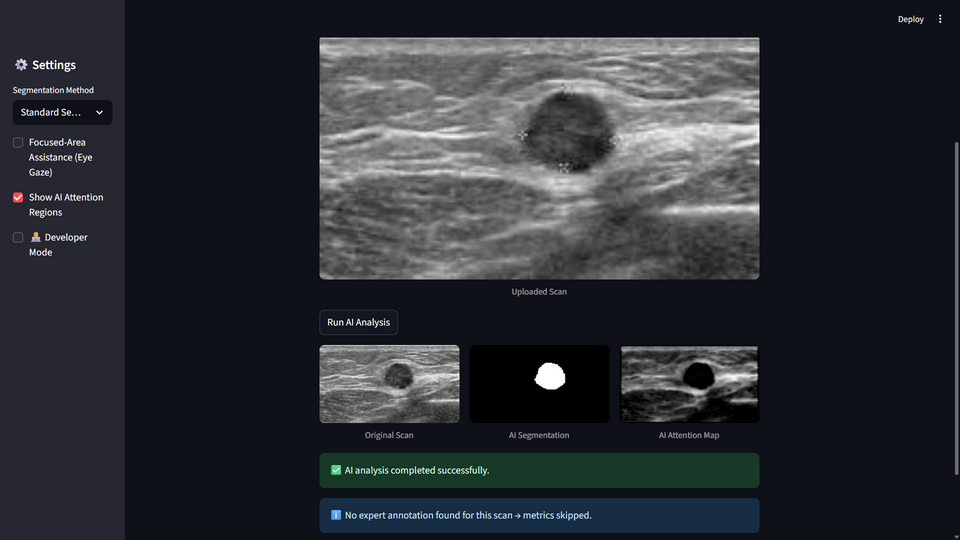 Deploy
⚙️ Settings
Segmentation Method
Standard Se...
Focused-Area
Assistance (Eye
Gaze)
Show AI Attention
Regions
🧑‍💻 Developer
Mode
Uploaded Scan
Run AI Analysis
Original Scan
AI Segmentation
AI Attention Map
✅ AI analysis completed successfully.
ℹ️ No expert annotation found for this scan → metrics skipped.